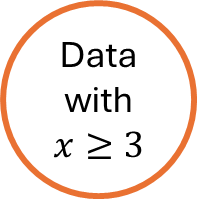 Data
with
x ≥ 3